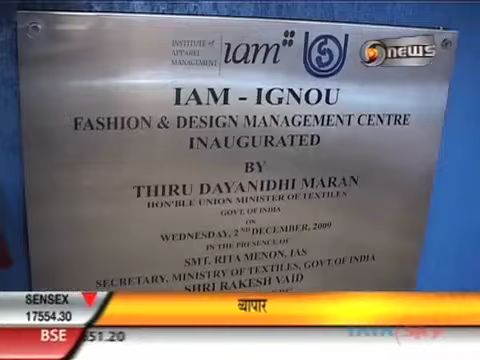 INSTITUTE of
APPAREL
MANAGEMENT
iam
NEWS
IAM - IGNOU
FASHION & DESIGN MANAGEMENT CENTRE
INAUGURATED
BY
THIRU DAYANIDHI MARAN
HON'BLE UNION MINISTER OF TEXTILES
GOVT. OF INDIA
ON
WEDNESDAY, 2ND DECEMBER, 2009
IN THE PRESENCE OF
SMT. RITA MENON, IAS
SECRETARY, MINISTRY OF TEXTILES, GOVT. OF INDIA
SHRI RAKESH VAID
SENSEX
17554.30
व्यापार
BSE
51.20